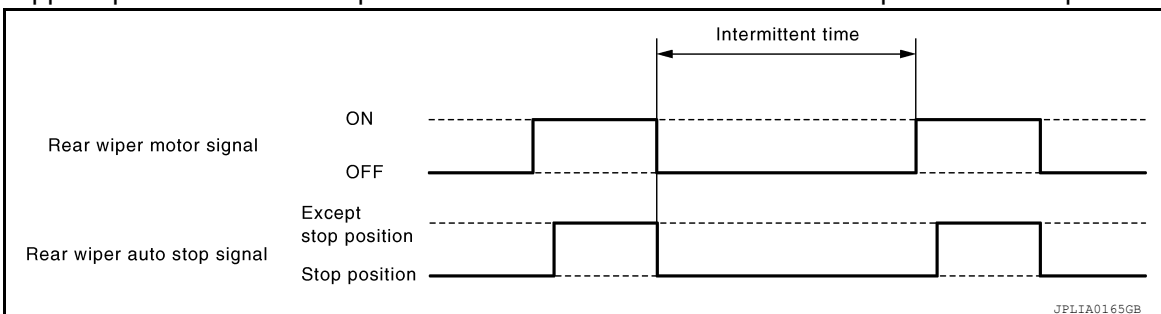 Intermittent time
ON
Rear wiper motor signal
OFF
Except
stop position
Rear wiper auto stop signal
Stop position
JPLIA0165GB